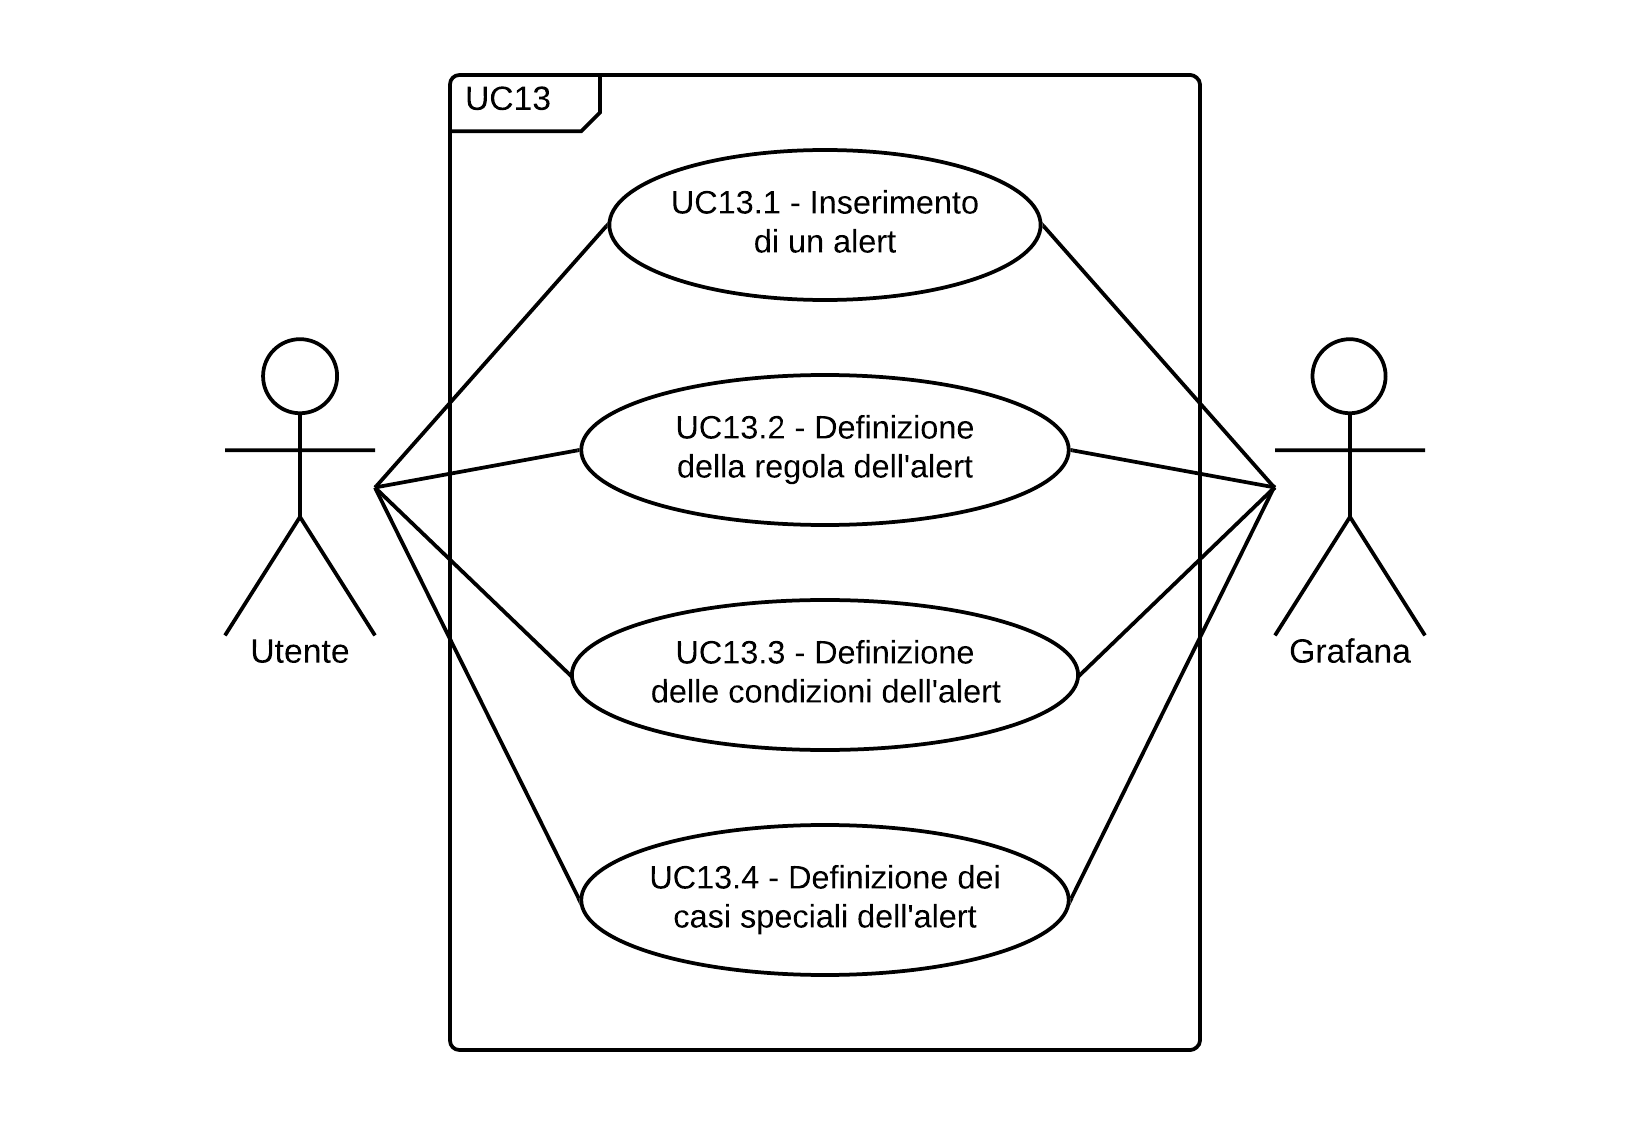 UC13
UC13.1 - Inserimento
di un alert
UC13.2 - Definizione
della regola dell'alert
UC13.3 - Definizione
delle condizioni dell'alert
UC13.4 - Definizione dei
casi speciali dell'alert
Utente
Grafana